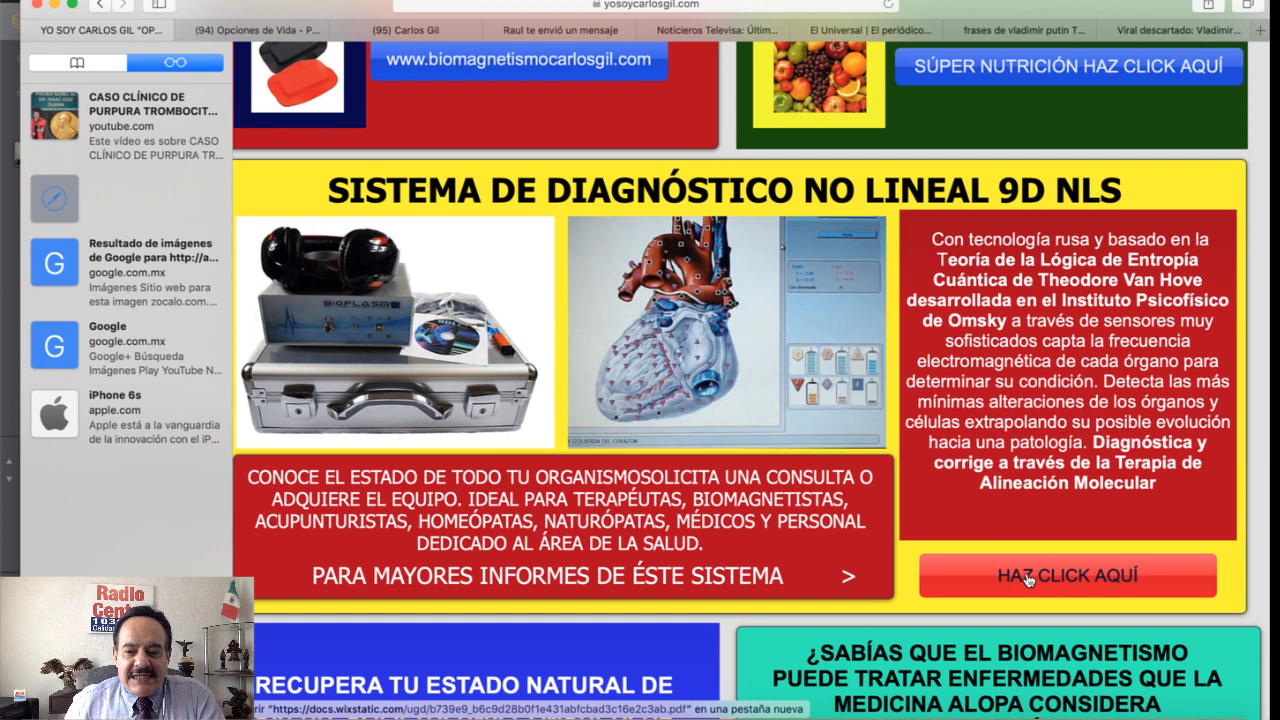 yosoycarlosgil.com
YO SOY CARLOS GIL "OP...
(94) Opciones de Vida - P...
(95) Carlos Gil
Raul te envió un mensaje
Noticieros Televisa: Últim...
El Universal | El periódico...
frases de vladimir putin T...
Viral descartado: Vladimir...
CASO CLÍNICO DE
PURPURA TROMBOCIT...
youtube.com
Este vídeo es sobre CASO
CLÍNICO DE PURPURA TR...
Resultado de imágenes
de Google para http://a...
google.com.mx
Imágenes Sitio web para
esta imagen zocalo.com....
Google
google.com.mx
Google+ Búsqueda
Imágenes Play YouTube N...
iPhone 6s
apple.com
Apple está a la vanguardia
de la innovación con el iP...
www.biomagnetismocarlosgil.com
SÚPER NUTRICIÓN HAZ CLICK AQUÍ
SISTEMA DE DIAGNÓSTICO NO LINEAL 9D NLS
BIOPLASM
IZQUIERDA DEL CORAZON
Con tecnología rusa y basado en la
Teoría de la Lógica de Entropía
Cuántica de Theodore Van Hove
desarrollada en el Instituto Psicofísico
de Omsky a través de sensores muy
sofisticados capta la frecuencia
electromagnética de cada órgano para
determinar su condición. Detecta las más
mínimas alteraciones de los órganos y
células extrapolando su posible evolución
hacia una patología. Diagnóstica y
corrige a través de la Terapia de
Alineación Molecular
CONOCE EL ESTADO DE TODO TU ORGANISMOSOLICITA UNA CONSULTA O
ADQUIERE EL EQUIPO. IDEAL PARA TERAPÉUTAS, BIOMAGNETISTAS,
ACUPUNTURISTAS, HOMEÓPATAS, NATURÓPATAS, MÉDICOS Y PERSONAL
DEDICADO AL ÁREA DE LA SALUD.
PARA MAYORES INFORMES DE ÉSTE SISTEMA >
HAZ CLICK AQUÍ
Radio
RECUPERA TU ESTADO NATURAL DE
rir "https://docs.wixstatic.com/ugd/b739e9_b6c9d28b0f1e431abfcbad3c16e2c3ab.pdf" en una pestaña nueva
¿SABÍAS QUE EL BIOMAGNETISMO
PUEDE TRATAR ENFERMEDADES QUE LA
MEDICINA ALOPA CONSIDERA